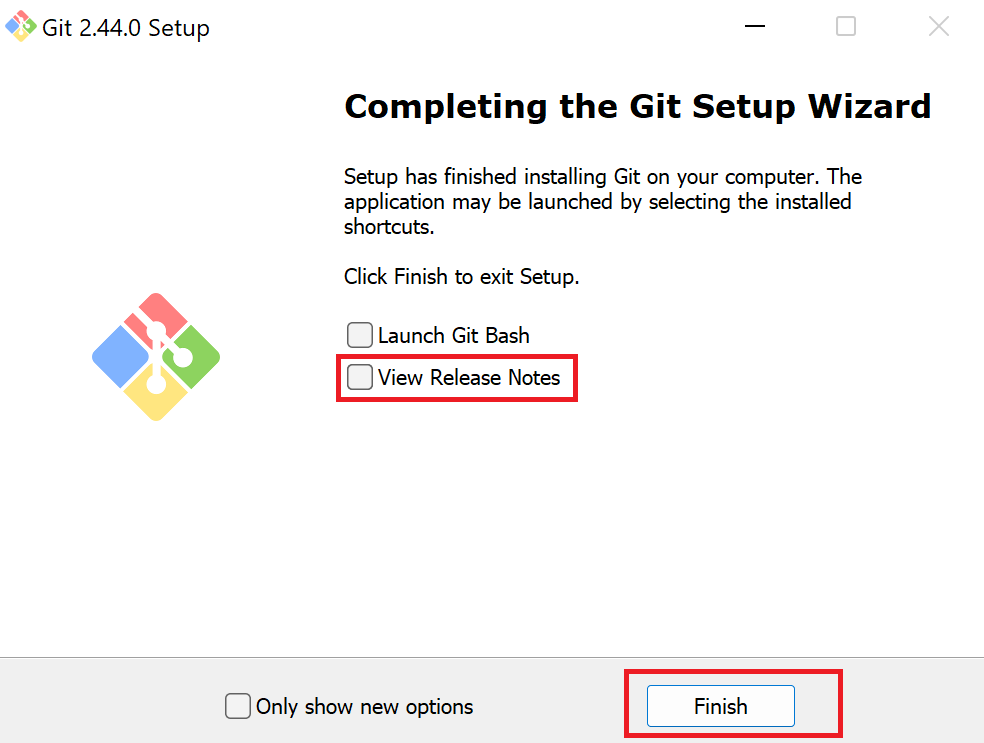 Git 2.44.0 Setup
Completing the Git Setup Wizard
Setup has finished installing Git on your computer. The
application may be launched by selecting the installed
shortcuts.
Click Finish to exit Setup.
Launch Git Bash
View Release Notes
Only show new options
Finish